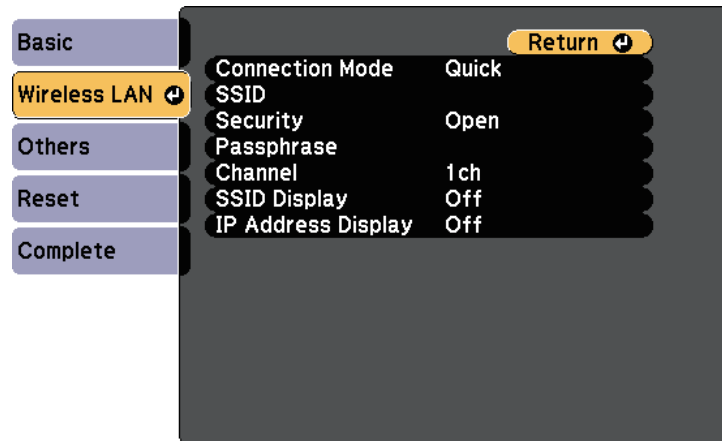 Basic
Wireless LAN
Others
Reset
Complete
Return
Connection Mode Quick
SSID
Security Open
Passphrase
Channel 1ch
SSID Display Off
IP Address Display Off